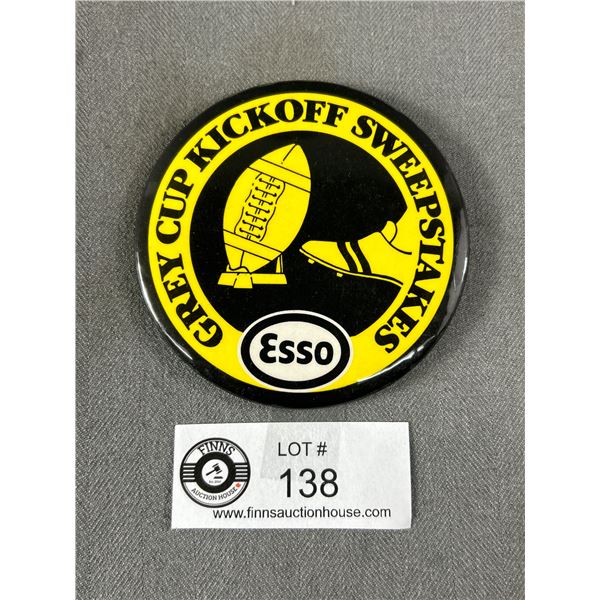 GREY CUP KICKOFF SWEEPSTAKES
Esso
FINNS
AUCTION HOUSE
LOT #
138
www.finnsauctionhouse.com